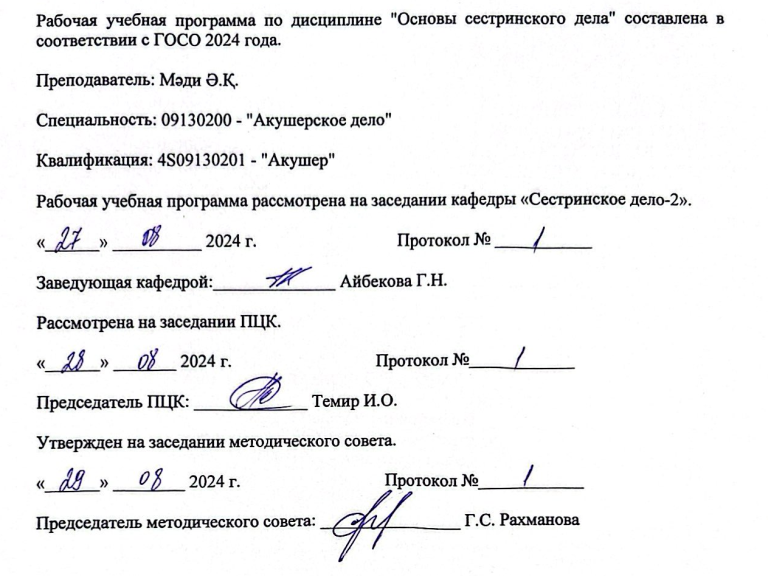 Рабочая учебная программа по дисциплине "Основы сестринского дела" составлена в
соответствии с ГОСО 2024 года.
Преподаватель: Мәди Ә.Қ.
Специальность: 09130200 - "Акушерское дело"
Квалификация: 4S09130201 - "Акушер"
Рабочая учебная программа рассмотрена на заседании кафедры «Сестринское дело-2».
«27» 08 2024 г. Протокол № 1
Заведующая кафедрой: Айбекова Г.Н.
Рассмотрена на заседании ПЦК.
«28» 08 2024 г. Протокол № 1
Председатель ПЦК: Темир И.О.
Утвержден на заседании методического совета.
«29» 08 2024 г. Протокол № 1
Председатель методического совета: Г.С. Рахманова